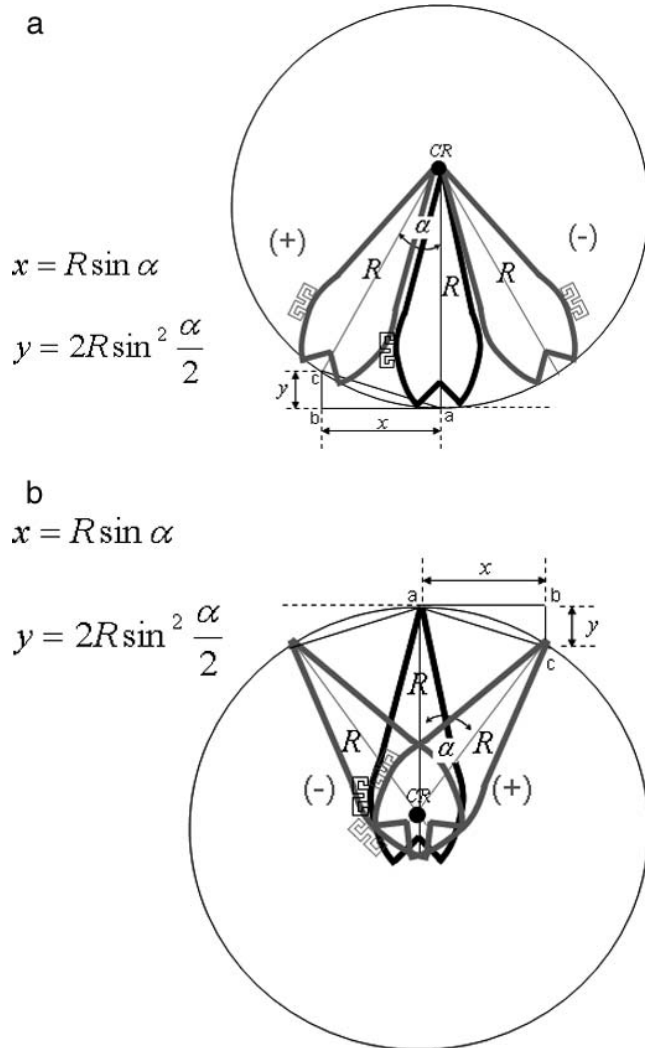 a
CR
(+)
α
(-)
x = R sin α
R
R
R
y = 2R sin² α/2
c
y
b
a
x
b
x = R sin α
x
a
b
y
y = 2R sin² α/2
c
R
R
α
R
(-)
CR
(+)